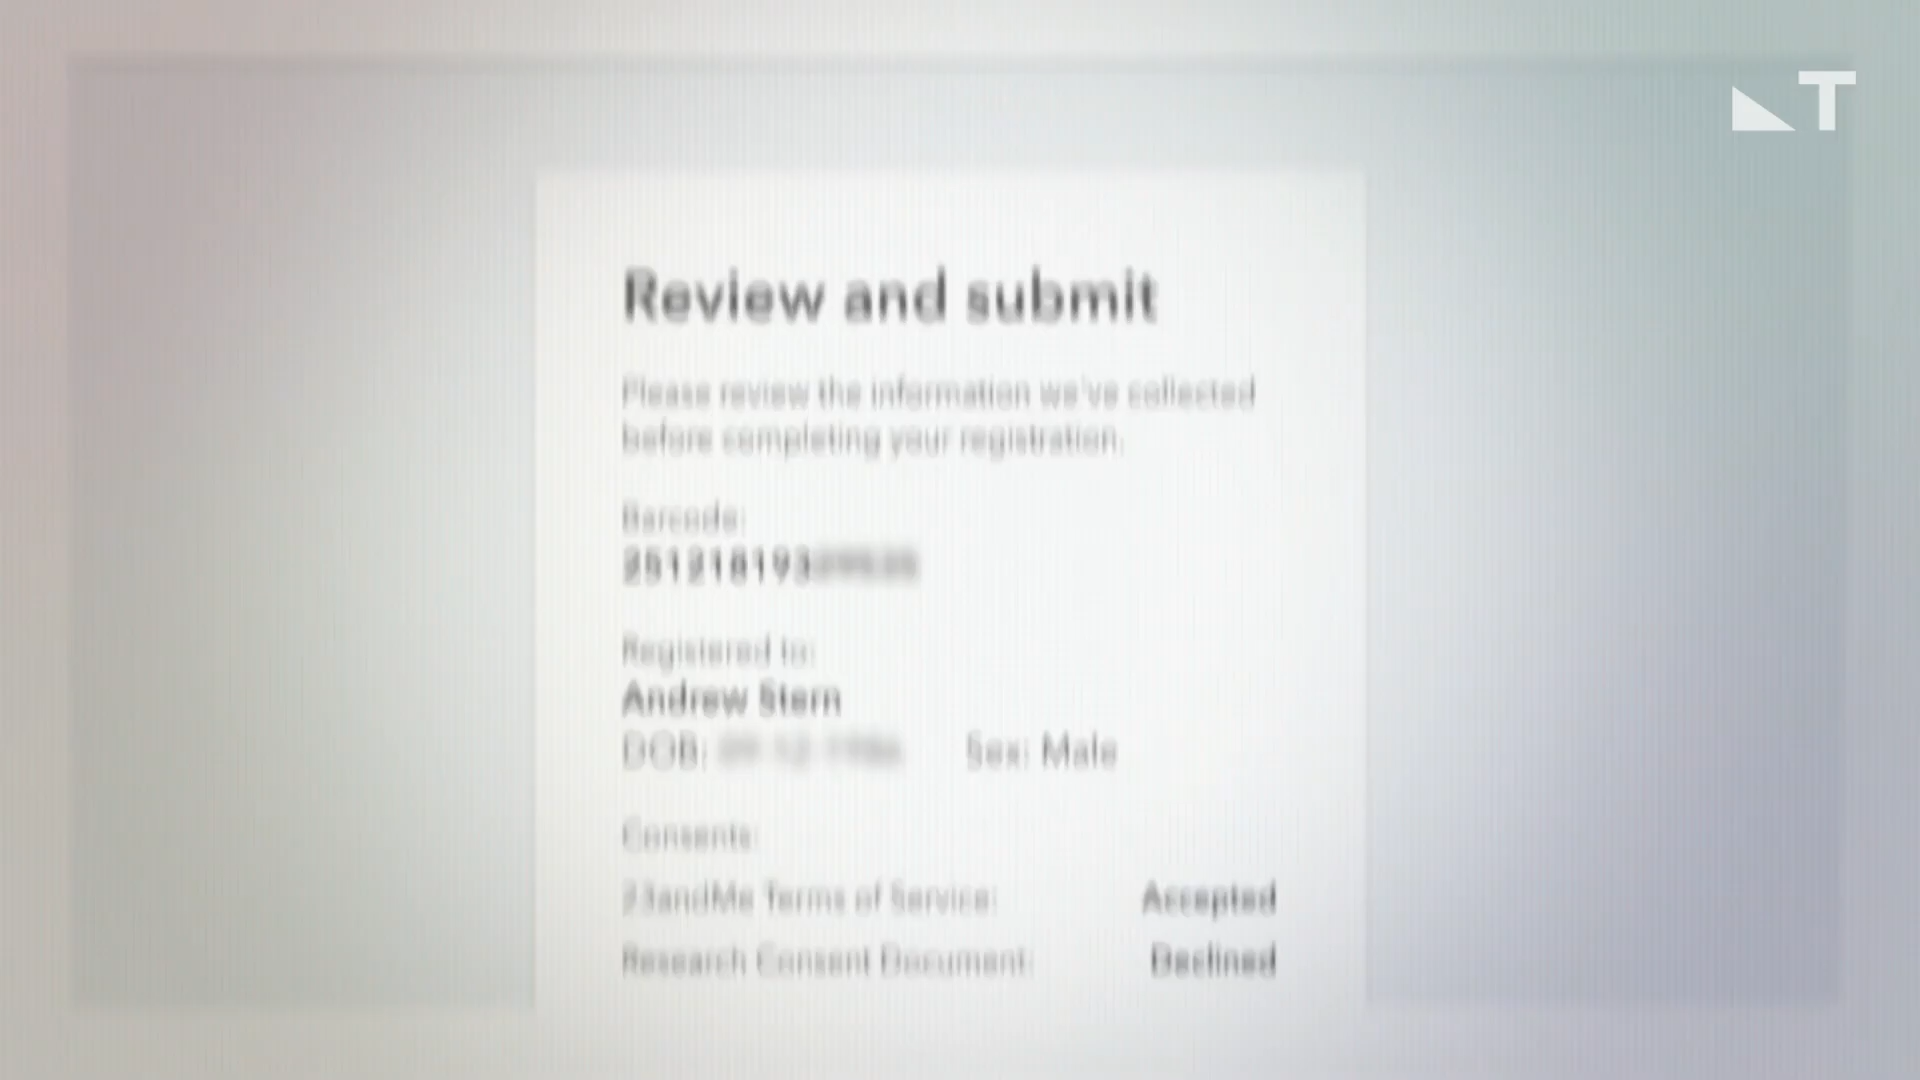 T
Review and submit
Please review the information we've collected
before completing your registration.
Barcode:
251218193
Registered to:
Andrew Stern
DOB: Sex: Male
Consents:
23andMe Terms of Service: Accepted
Research Consent Document: Declined